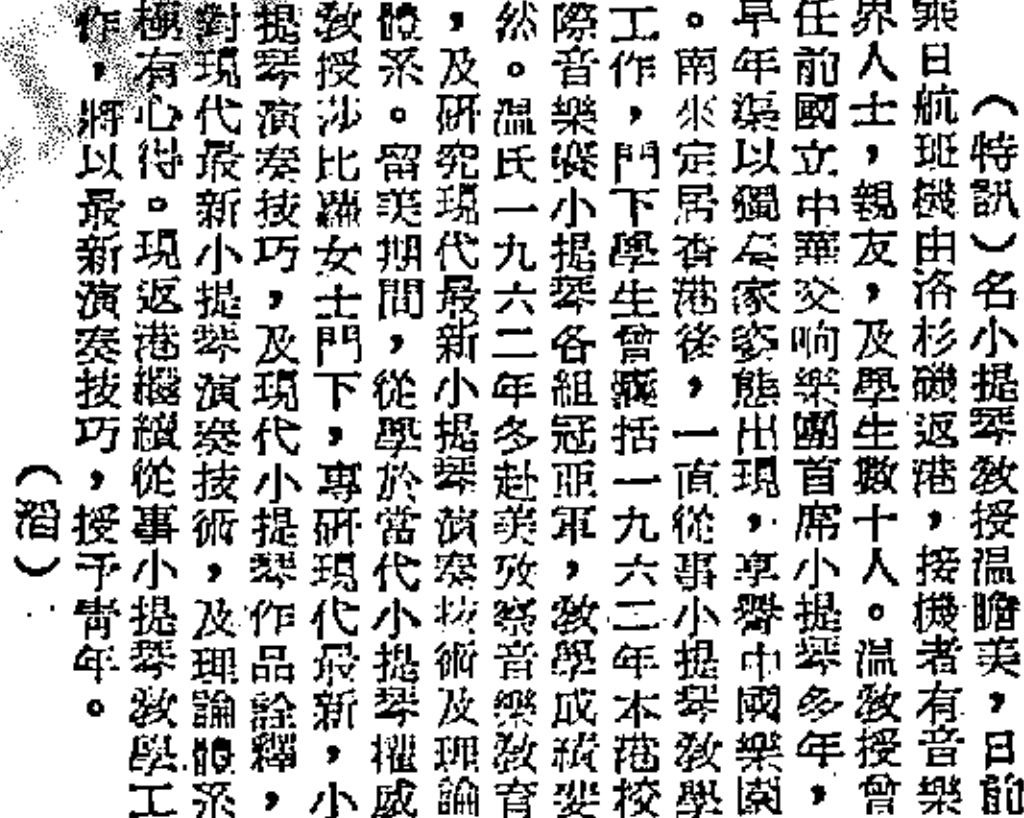 （特訊）名小提琴教授温瞻美，日前
乘日航班機由洛杉磯返港，接機者有音樂
界人士，親友，及學生數十人。温教授曾
任前國立中華交响樂團首席小提琴多年，
早年渠以獨奏家姿態出現，享譽中國樂園
。南來定居香港後，一直從事小提琴教學
工作，門下學生曾囊括一九六二年本港校
際音樂奬小提琴各組冠亞軍，教學成績斐
然。温氏一九六二年多赴美攷察音樂教育
，及研究現代最新小提琴演奏技術及理論
體系。留美期間，從學於當代小提琴權威
教授沙比羅女士門下，專研現代最新，小
提琴演奏技巧，及現代小提琴作品詮釋，
對現代最新小提琴演奏技術，及理論體系
極有心得。現返港繼續從事小提琴教學工
作，將以最新演奏技巧，授予靑年。
（滔）